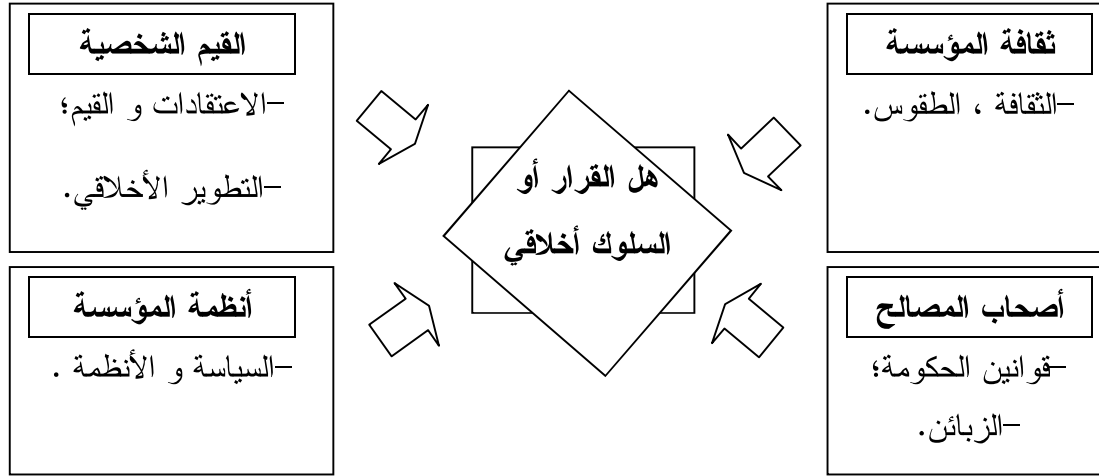 ثقافة المؤسسة
–الثقافة ، الطقوس.
القيم الشخصية
–الاعتقادات و القيم؛
–التطوير الأخلاقي.
هل القرار أو
السلوك أخلاقي
أصحاب المصالح
–قوانين الحكومة؛
–الزبائن.
أنظمة المؤسسة
–السياسة و الأنظمة .